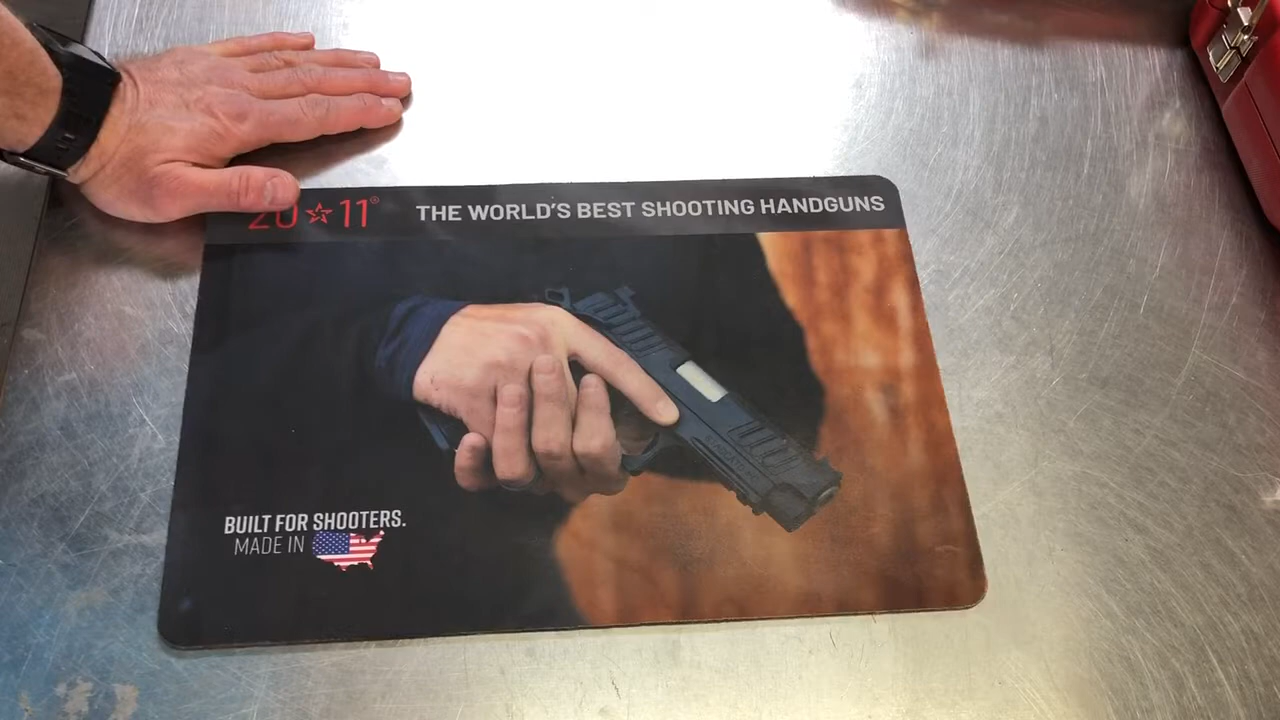 20★11®
THE WORLD'S BEST SHOOTING HANDGUNS
BUILT FOR SHOOTERS.
MADE IN